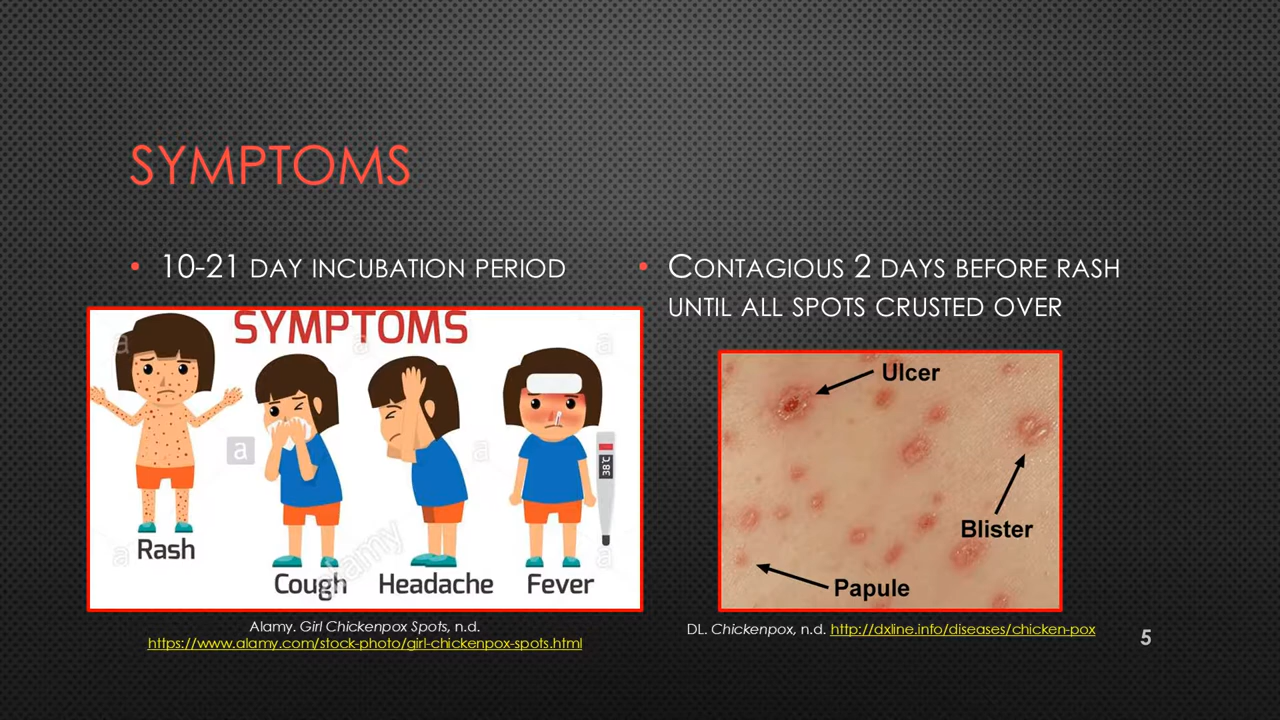 SYMPTOMS
• 10-21 DAY INCUBATION PERIOD
SYMPTOMS
a
a
a
a
a
a
a
alamy
38°C
Rash
Cough
Headache
Fever
Alamy. Girl Chickenpox Spots, n.d.
https://www.alamy.com/stock-photo/girl-chickenpox-spots.html
• CONTAGIOUS 2 DAYS BEFORE RASH
UNTIL ALL SPOTS CRUSTED OVER
Ulcer
Blister
Papule
DL. Chickenpox, n.d. http://dxline.info/diseases/chicken-pox
5